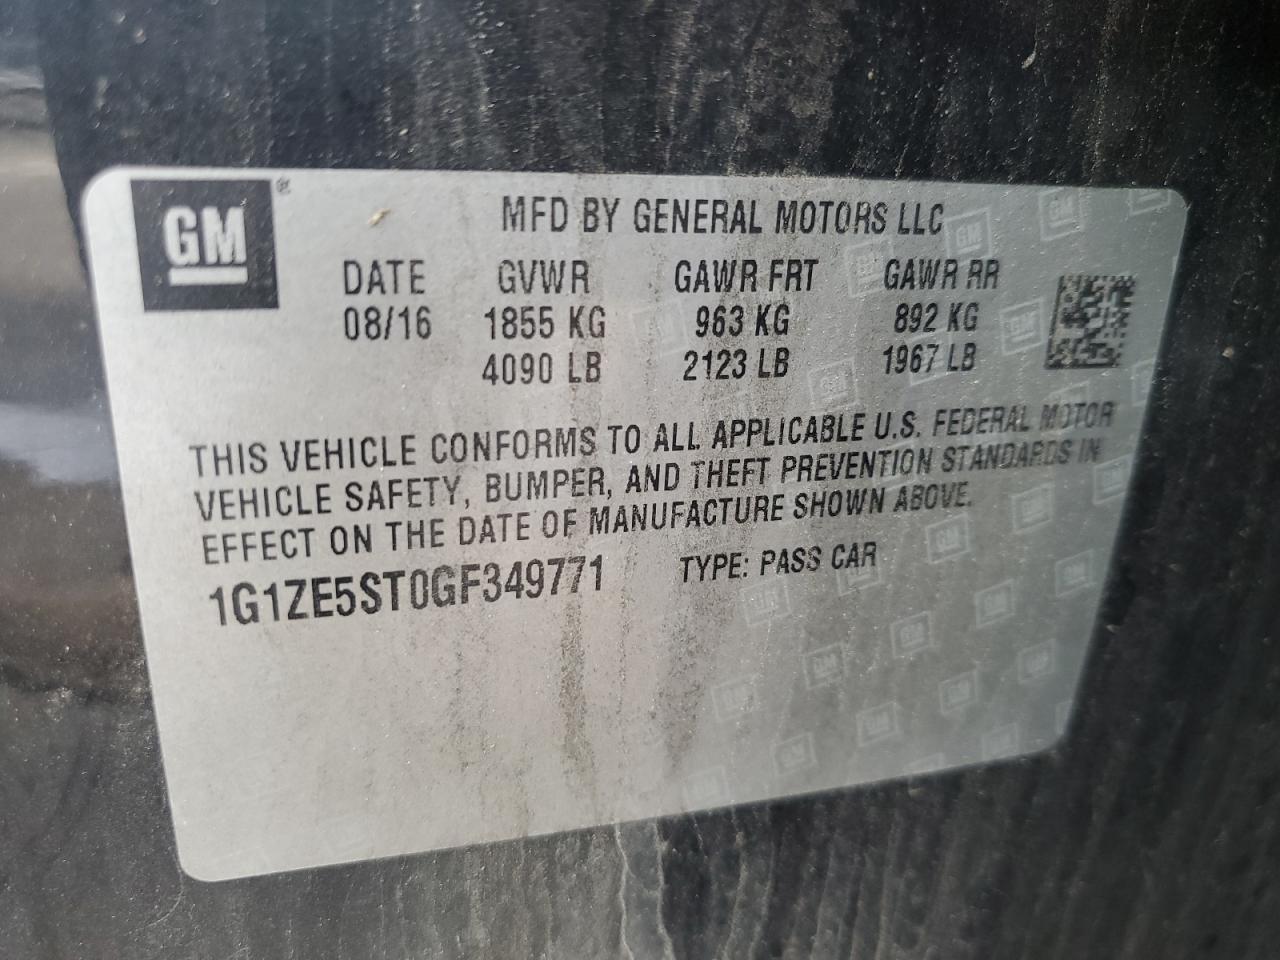 GM®
MFD BY GENERAL MOTORS LLC
DATE GVWR GAWR FRT GAWR RR
08/16 1855 KG 963 KG 892 KG
4090 LB 2123 LB 1967 LB
THIS VEHICLE CONFORMS TO ALL APPLICABLE U.S. FEDERAL MOTOR
VEHICLE SAFETY, BUMPER, AND THEFT PREVENTION STANDARDS IN
EFFECT ON THE DATE OF MANUFACTURE SHOWN ABOVE.
1G1ZE5ST0GF349771 TYPE: PASS CAR